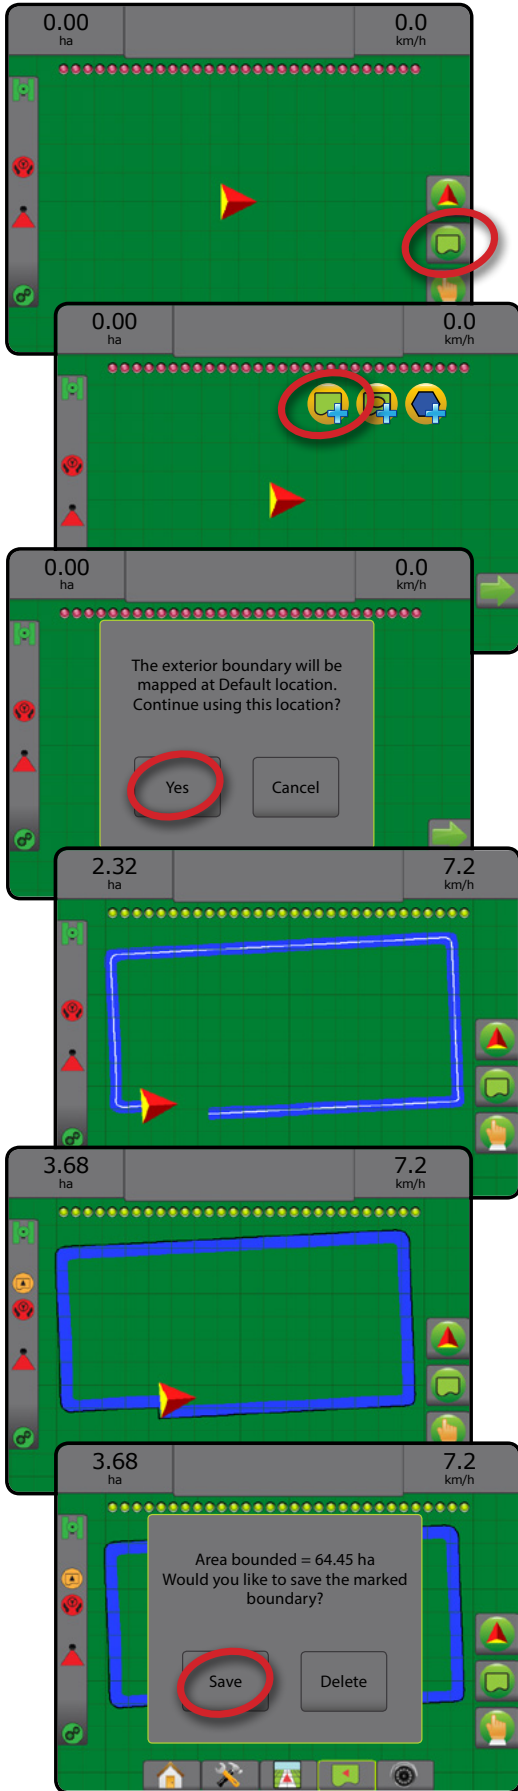 0.00 0.0
ha km/h
0.00 0.0
ha km/h
0.00 0.0
ha km/h
The exterior boundary will be
mapped at Default location.
Continue using this location?
Yes Cancel
2.32 7.2
ha km/h
3.68 7.2
ha km/h
3.68 7.2
ha km/h
Area bounded = 64.45 ha
Would you like to save the marked
boundary?
Save Delete